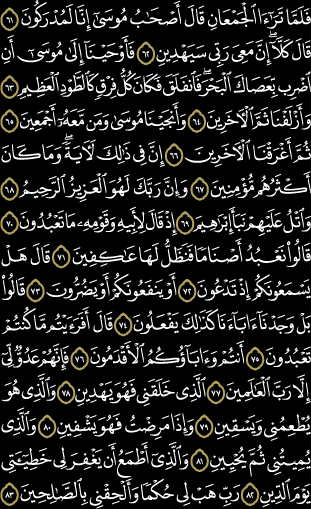 فَلَمَّا تَرَٰٓءَا ٱلْجَمْعَانِ قَالَ أَصْحَٰبُ مُوسَىٰٓ إِنَّا لَمُدْرَكُونَ ٦١
قَالَ كَلَّآ إِنَّ مَعِىَ رَبِّى سَيَهْدِينِ ٦٢ فَأَوْحَيْنَآ إِلَىٰ مُوسَىٰٓ أَنِ
ٱضْرِب بِّعَصَاكَ ٱلْبَحْرَ فَٱنفَلَقَ فَكَانَ كُلُّ فِرْقٍ كَٱلطَّوْدِ ٱلْعَظِيمِ ٦٣
وَأَزْلَفْنَا ثَمَّ ٱلْءَاخَرِينَ ٦٤ وَأَنجَيْنَا مُوسَىٰ وَمَن مَّعَهُۥٓ أَجْمَعِينَ ٦٥
ثُمَّ أَغْرَقْنَا ٱلْءَاخَرِينَ ٦٦ إِنَّ فِى ذَٰلِكَ لَءَايَةً وَمَا كَانَ
أَكْثَرُهُم مُّؤْمِنِينَ ٦٧ وَإِنَّ رَبَّكَ لَهُوَ ٱلْعَزِيزُ ٱلرَّحِيمُ ٦٨
وَٱتْلُ عَلَيْهِمْ نَبَأَ إِبْرَٰهِيمَ ٦٩ إِذْ قَالَ لِأَبِيهِ وَقَوْمِهِۦ مَا تَعْبُدُونَ ٧٠
قَالُوا۟ نَعْبُدُ أَصْنَامًا فَنَظَلُّ لَهَا عَٰكِفِينَ ٧١ قَالَ هَلْ
يَسْمَعُونَكُمْ إِذْ تَدْعُونَ ٧٢ أَوْ يَنفَعُونَكُمْ أَوْ يَضُرُّونَ ٧٣ قَالُوا۟
بَلْ وَجَدْنَآ ءَابَآءَنَا كَذَٰلِكَ يَفْعَلُونَ ٧٤ قَالَ أَفَرَءَيْتُم مَّا كُنتُمْ
تَعْبُدُونَ ٧٥ أَنتُمْ وَءَابَآؤُكُمُ ٱلْأَقْدَمُونَ ٧٦ فَإِنَّهُمْ عَدُوٌّ لِّىٓ
إِلَّا رَبَّ ٱلْعَٰلَمِينَ ٧٧ ٱلَّذِى خَلَقَنِى فَهُوَ يَهْدِينِ ٧٨ وَٱلَّذِى هُوَ
يُطْعِمُنِى وَيَسْقِينِ ٧٩ وَإِذَا مَرِضْتُ فَهُوَ يَشْفِينِ ٨٠ وَٱلَّذِى
يُمِيتُنِى ثُمَّ يُحْيِينِ ٨١ وَٱلَّذِىٓ أَطْمَعُ أَن يَغْفِرَ لِى خَطِيٓـَٔتِى
يَوْمَ ٱلدِّينِ ٨٢ رَبِّ هَبْ لِى حُكْمًا وَأَلْحِقْنِى بِٱلصَّٰلِحِينَ ٨٣